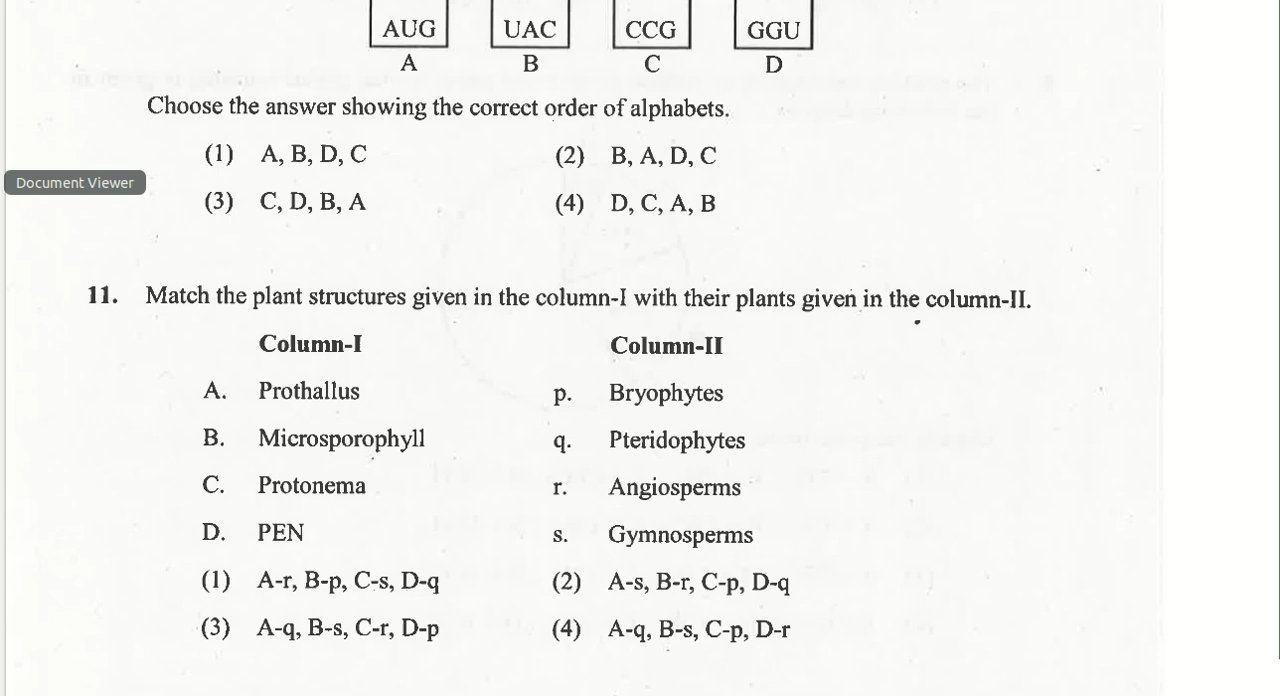 AUG UAC CCG GGU
A B C D
Choose the answer showing the correct order of alphabets.
(1) A, B, D, C (2) B, A, D, C
Document Viewer
(3) C, D, B, A (4) D, C, A, B
11. Match the plant structures given in the column-I with their plants given in the column-II.
Column-I Column-II
A. Prothallus p. Bryophytes
B. Microsporophyll q. Pteridophytes
C. Protonema r. Angiosperms
D. PEN s. Gymnosperms
(1) A-r, B-p, C-s, D-q (2) A-s, B-r, C-p, D-q
(3) A-q, B-s, C-r, D-p (4) A-q, B-s, C-p, D-r